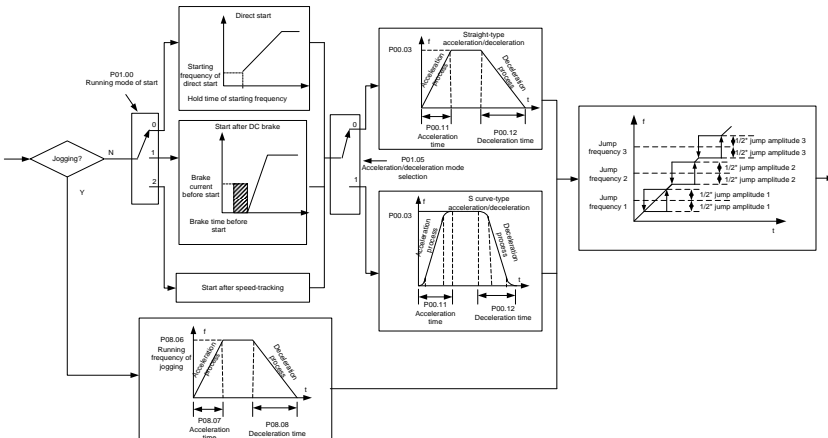 Jogging?
N
Y
P01.00
Running mode of start
0
1
2
Direct start
Starting
frequency of
direct start
Hold time of starting frequency
Start after DC brake
Brake
current
before start
Brake time before
start
Start after speed-tracking
0
1
P01.05
Acceleration/deceleration mode
selection
Straight-type
acceleration/deceleration
f
P00.03
Acceleration
process
Deceleration
process
t
P00.11
Acceleration
time
P00.12
Deceleration time
S curve-type
acceleration/deceleration
f
P00.03
Acceleration
process
Deceleration
process
t
P00.11
Acceleration
time
P00.12
Deceleration time
f
P08.06
Running
frequency of
jogging
Acceleration
process
Deceleration
process
t
P08.07
Acceleration
time
P08.08
Deceleration time
f
Jump
frequency 3
Jump
frequency 2
Jump
frequency 1
1/2* jump amplitude 3
1/2* jump amplitude 3
1/2* jump amplitude 2
1/2* jump amplitude 2
1/2* jump amplitude 1
1/2* jump amplitude 1
t